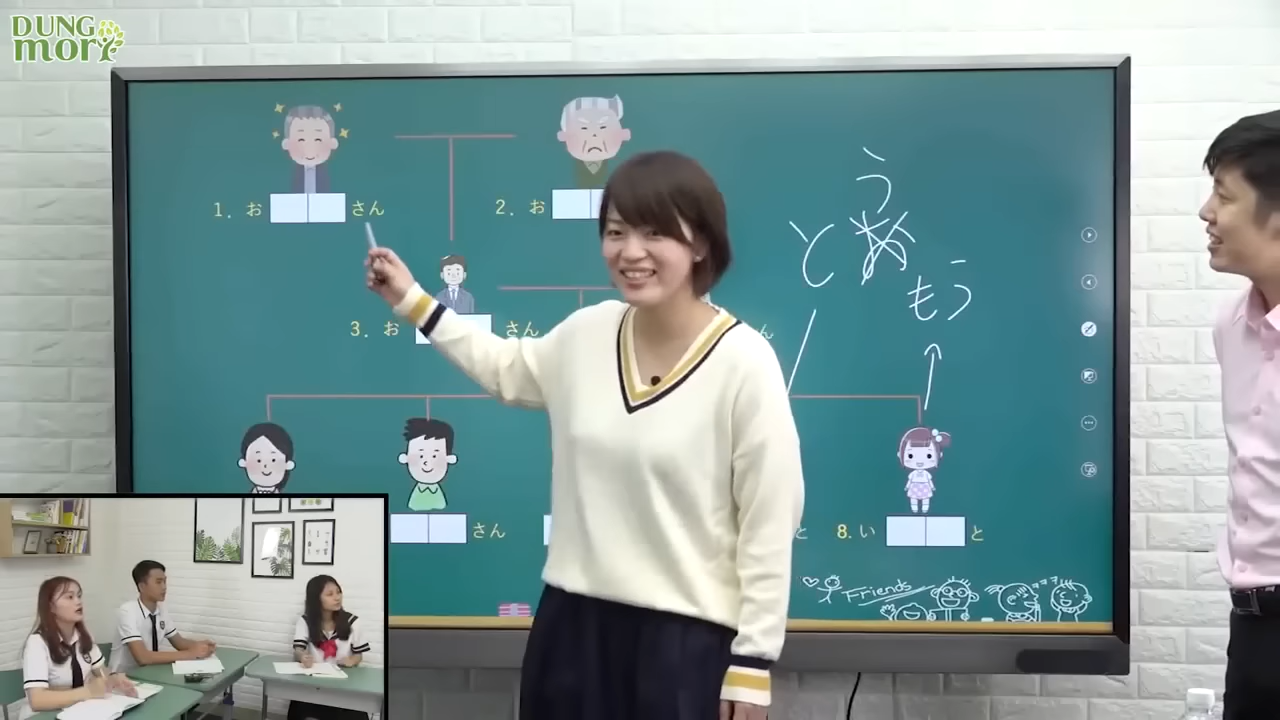 DUNG
mori
1. お さん
2. お
う
と
もう
3. お さん
ん
さん
と
8. い と
Friends
???